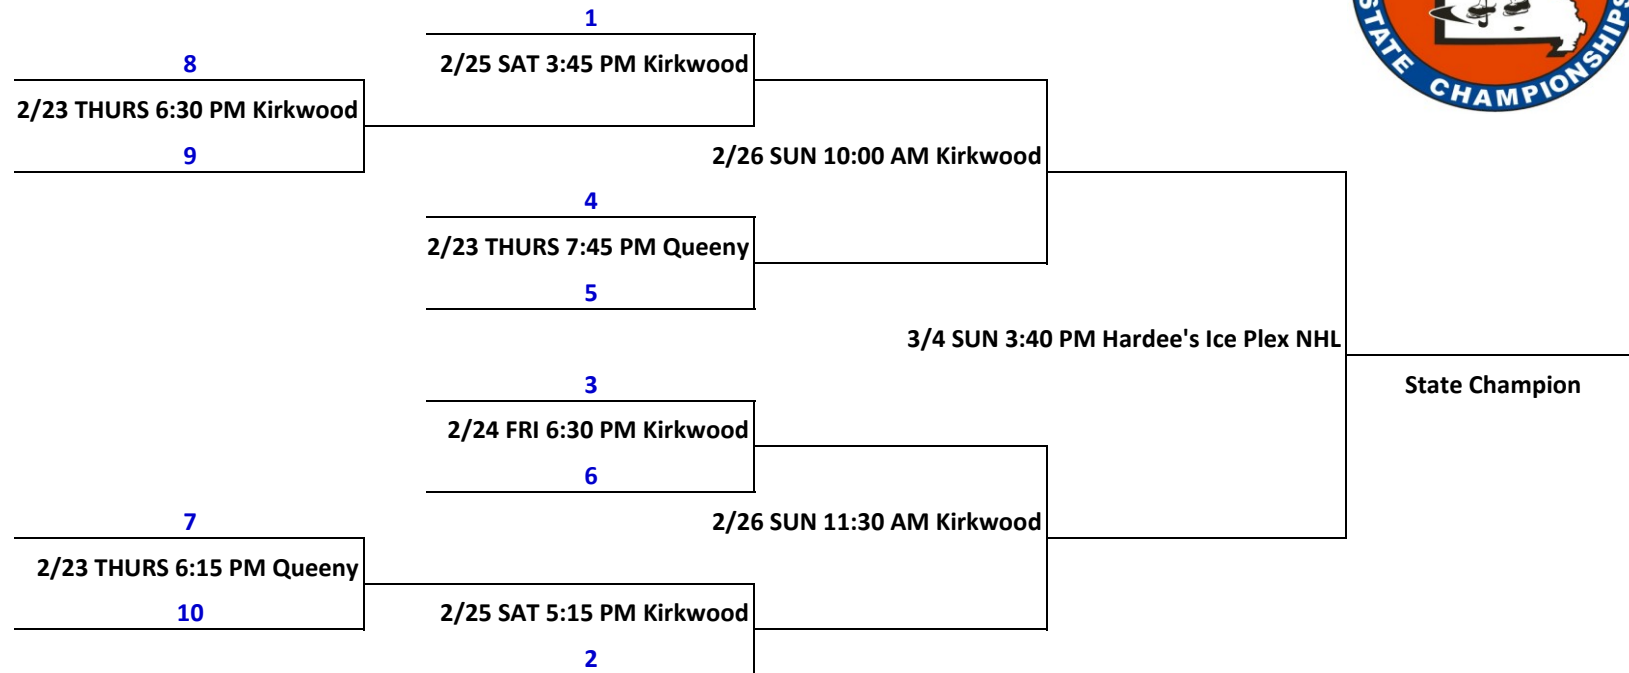 1
STATE CHAMPIONSHIPS
8
2/25 SAT 3:45 PM Kirkwood
2/23 THURS 6:30 PM Kirkwood
9
2/26 SUN 10:00 AM Kirkwood
4
2/23 THURS 7:45 PM Queeny
5
3/4 SUN 3:40 PM Hardee's Ice Plex NHL
3
State Champion
2/24 FRI 6:30 PM Kirkwood
6
7
2/26 SUN 11:30 AM Kirkwood
2/23 THURS 6:15 PM Queeny
10
2/25 SAT 5:15 PM Kirkwood
2